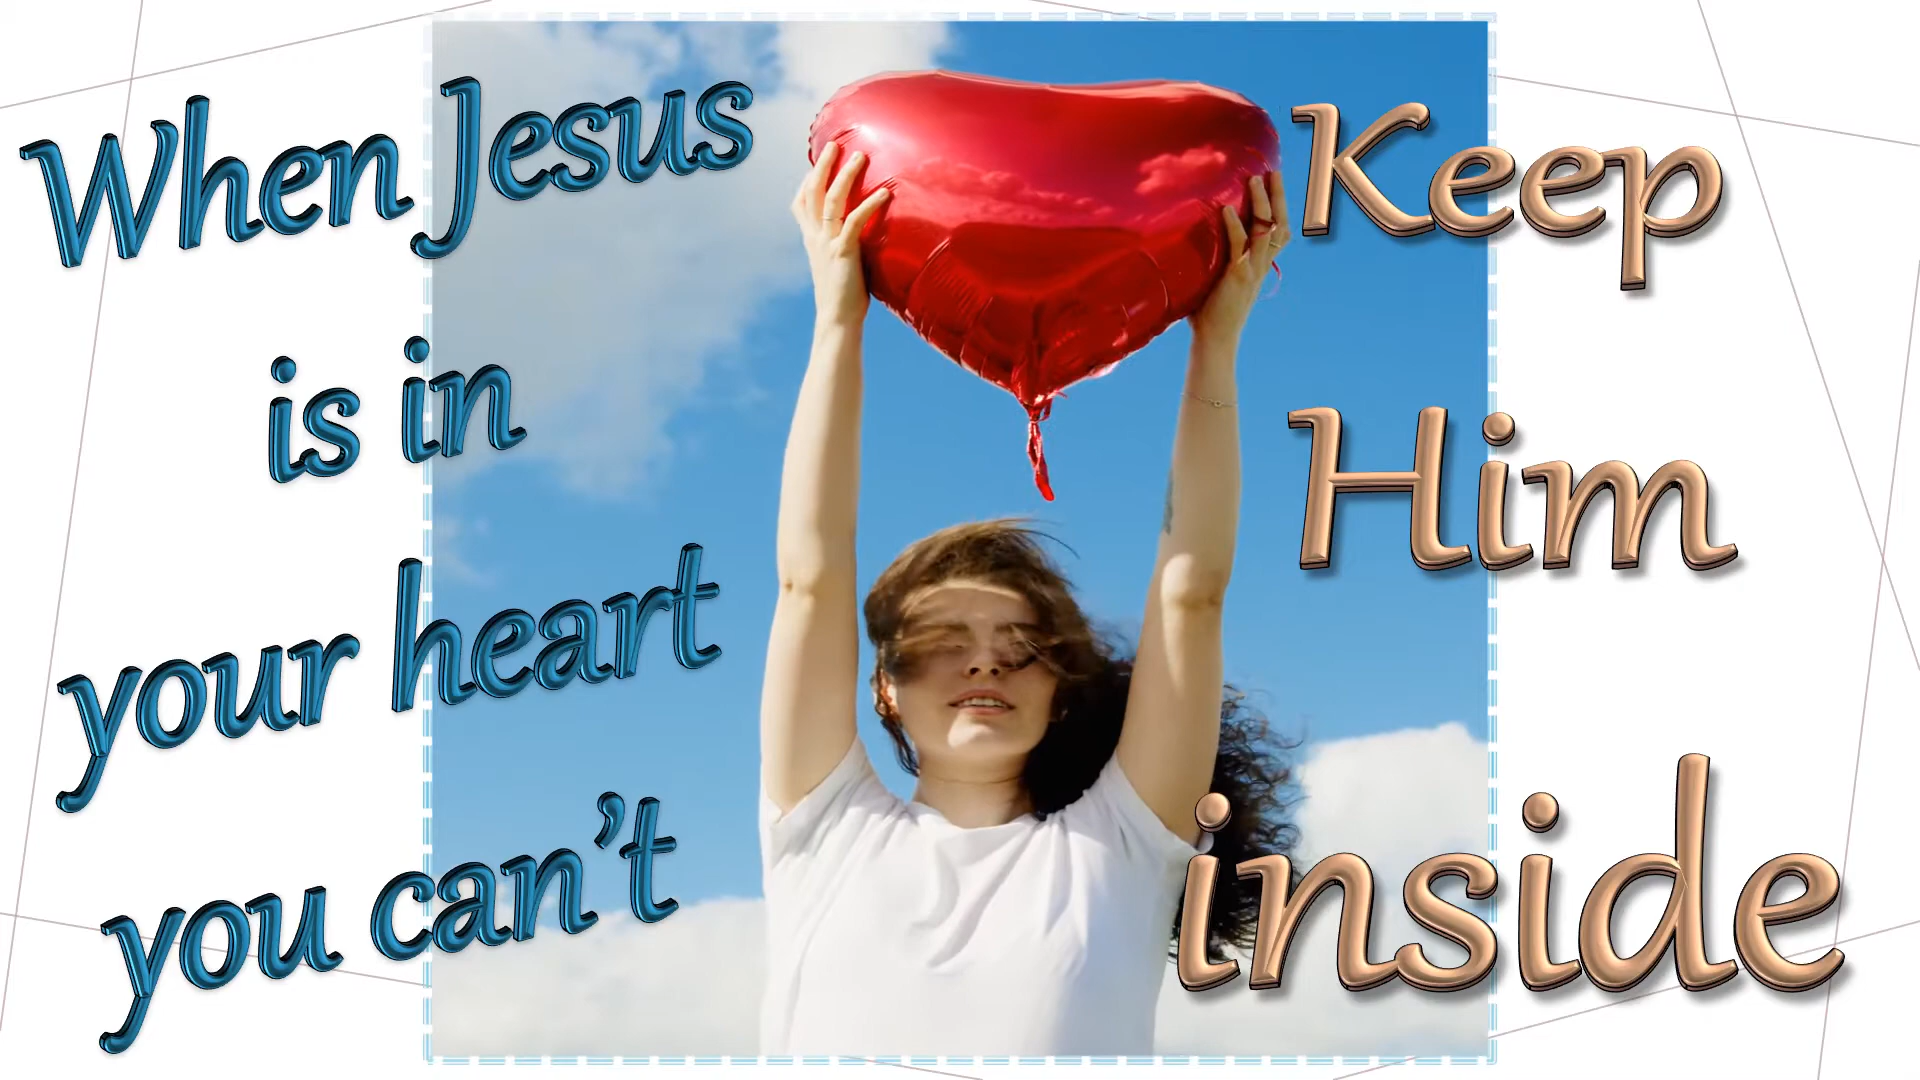 When Jesus
is in
your heart
you can’t
Keep
Him
inside